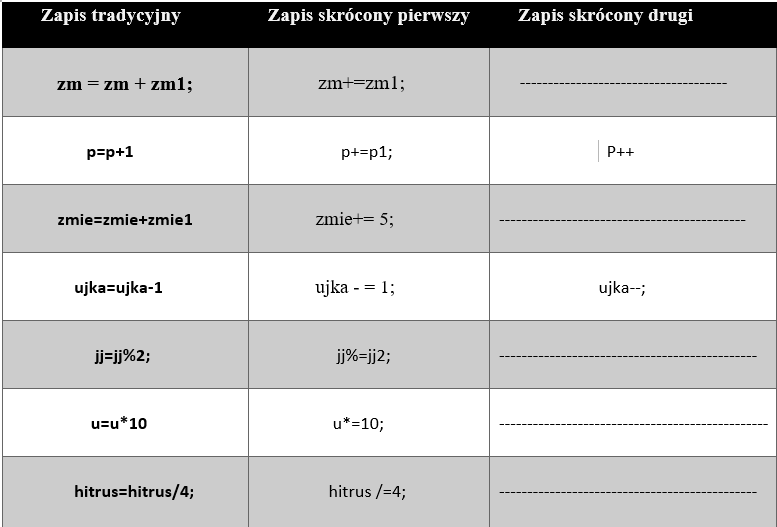 Zapis tradycyjny Zapis skrócony pierwszy Zapis skrócony drugi
zm = zm + zm1; zm+=zm1; -------------------------------------
p=p+1 p+=p1; P++
zmie=zmie+zmie1 zmie+= 5; --------------------------------------------
ujka=ujka-1 ujka - = 1; ujka--;
jj=jj%2; jj%=jj2; ----------------------------------------------
u=u*10 u*=10; ------------------------------------------------
hitrus=hitrus/4; hitrus /=4; ----------------------------------------------